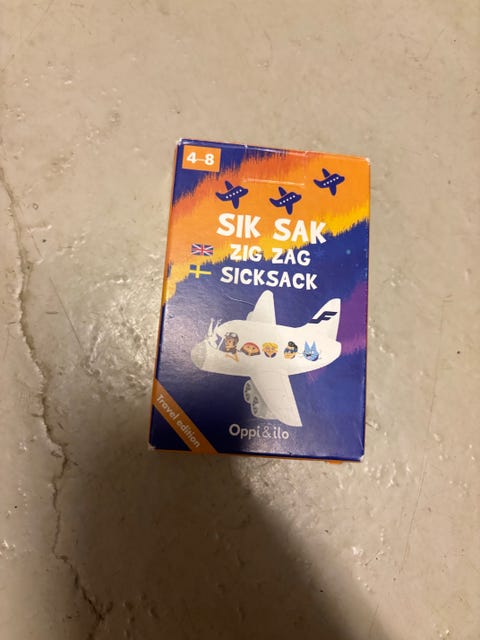 4–8
SIK SAK
ZIG ZAG
SICKSACK
F
Travel edition
Oppi & ilo